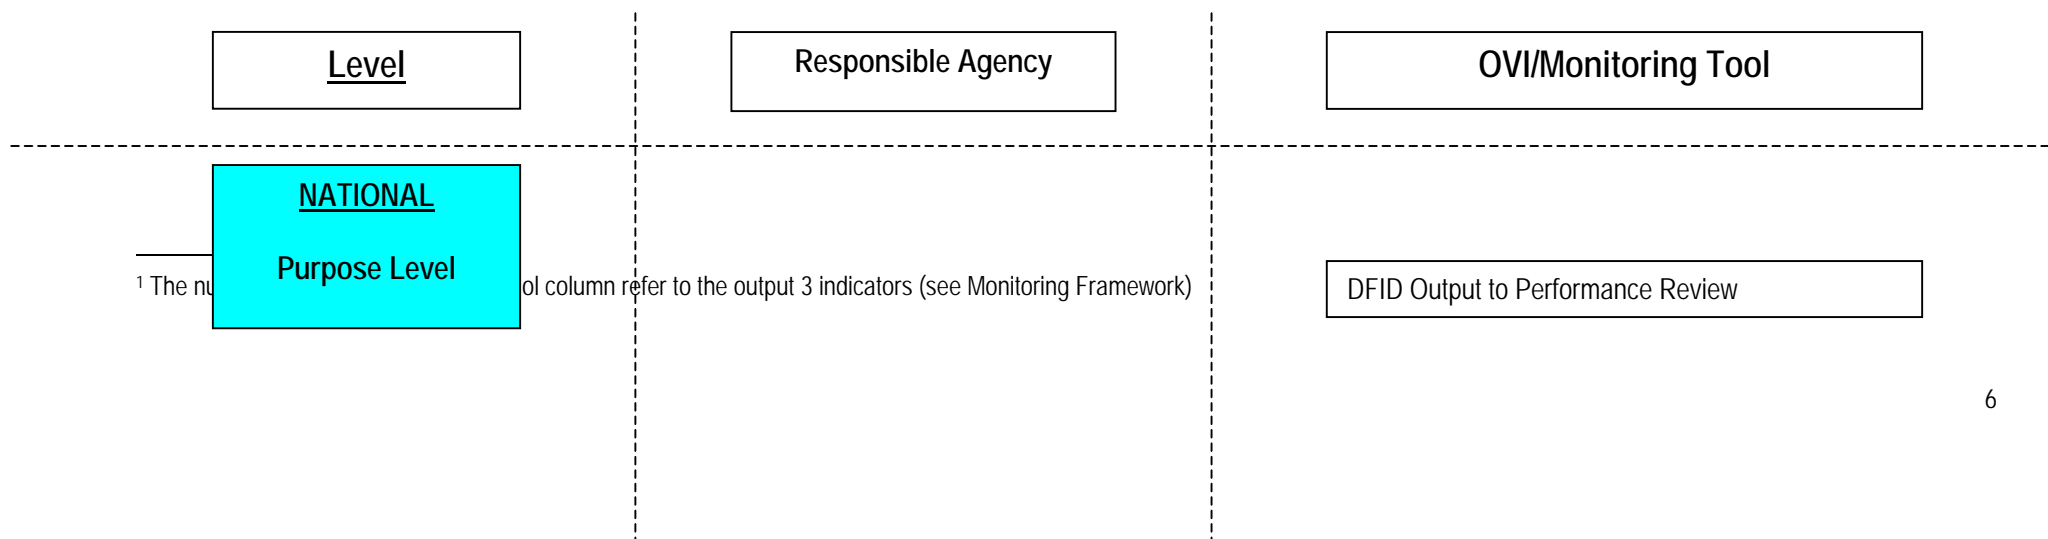 Level
Responsible Agency
OVI/Monitoring Tool
NATIONAL
Purpose Level
1 The nu
ol column refer to the output 3 indicators (see Monitoring Framework)
DFID Output to Performance Review
6